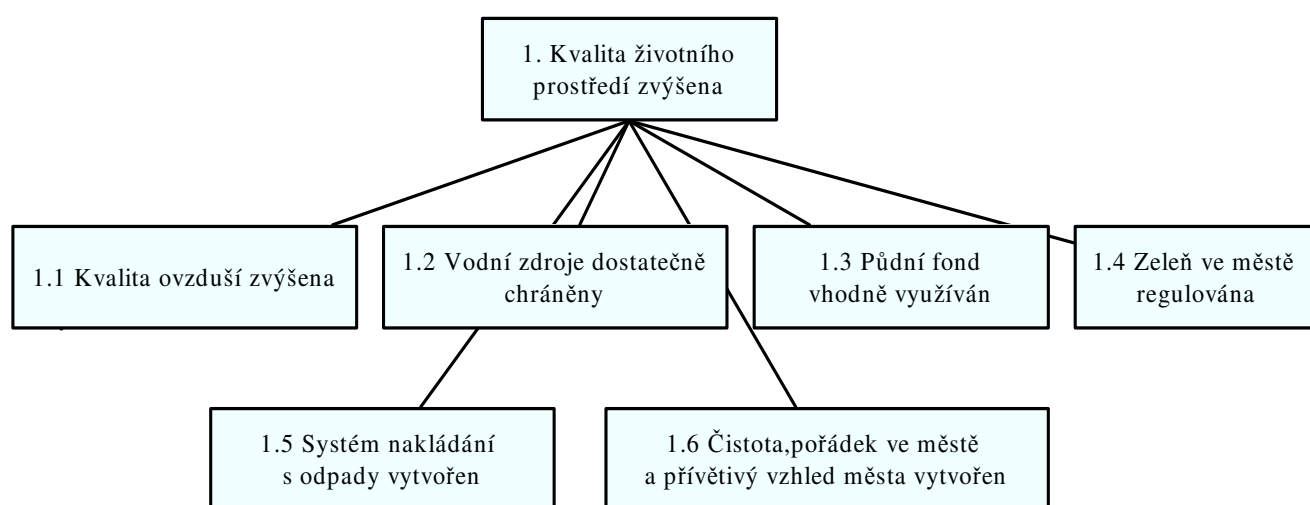 1. Kvalita životního
prostředí zvýšena
1.1 Kvalita ovzduší zvýšena
1.2 Vodní zdroje dostatečně
chráněny
1.3 Půdní fond
vhodně využíván
1.4 Zeleň ve městě
regulována
1.5 Systém nakládání
s odpady vytvořen
1.6 Čistota,pořádek ve městě
a přívětivý vzhled města vytvořen